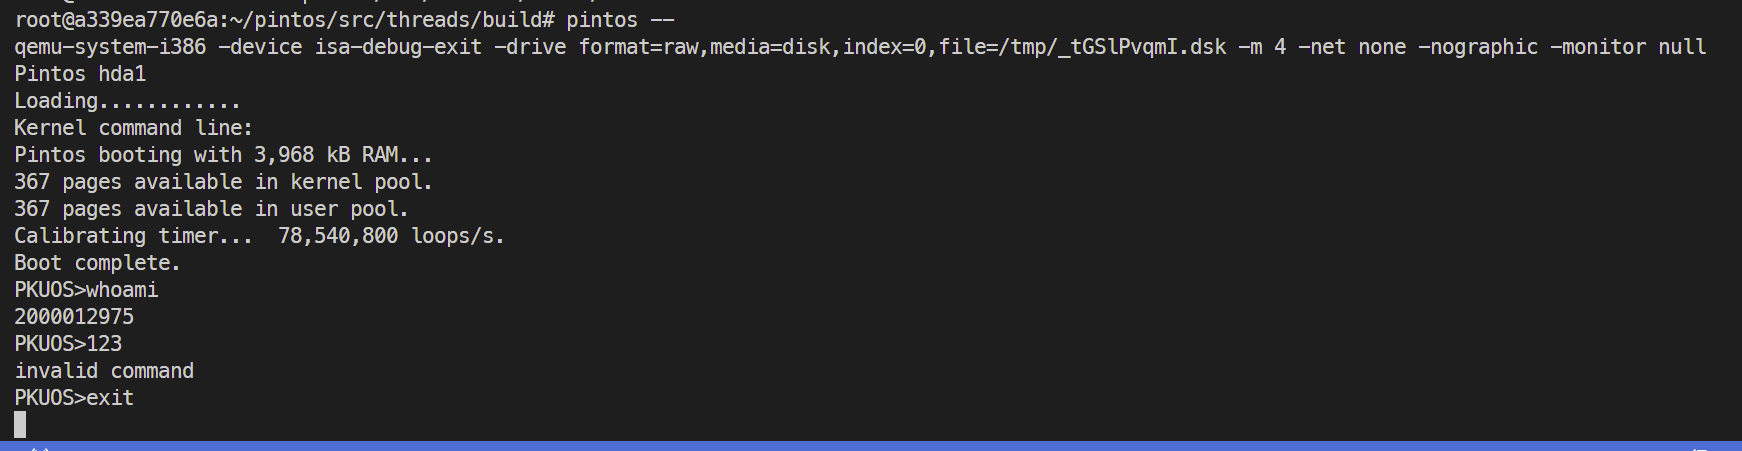 root@a339ea770e6a:~/pintos/src/threads/build# pintos --
qemu-system-i386 -device isa-debug-exit -drive format=raw,media=disk,index=0,file=/tmp/_tGSlPvqmI.dsk -m 4 -net none -nographic -monitor null
Pintos hda1
Loading............
Kernel command line:
Pintos booting with 3,968 kB RAM...
367 pages available in kernel pool.
367 pages available in user pool.
Calibrating timer...  78,540,800 loops/s.
Boot complete.
PKUOS>whoami
2000012975
PKUOS>123
invalid command
PKUOS>exit